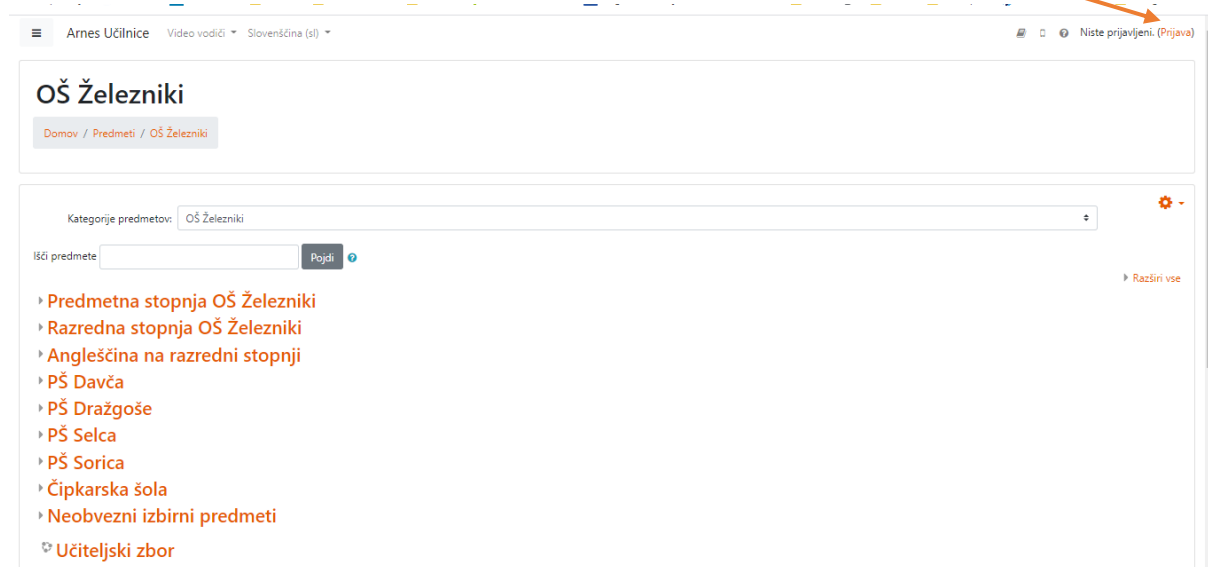 Arnes Učilnice Video vodiči Slovenščina (sl) Niste prijavljeni. (Prijava)
OŠ Železniki
Domov / Predmeti / OŠ Železniki
Kategorije predmetov: OŠ Železniki
Išči predmete Pojdi
Razširi vse
Predmetna stopnja OŠ Železniki
Razredna stopnja OŠ Železniki
Angleščina na razredni stopnji
PŠ Davča
PŠ Dražgoše
PŠ Selca
PŠ Sorica
Čipkarska šola
Neobvezni izbirni predmeti
Učiteljski zbor